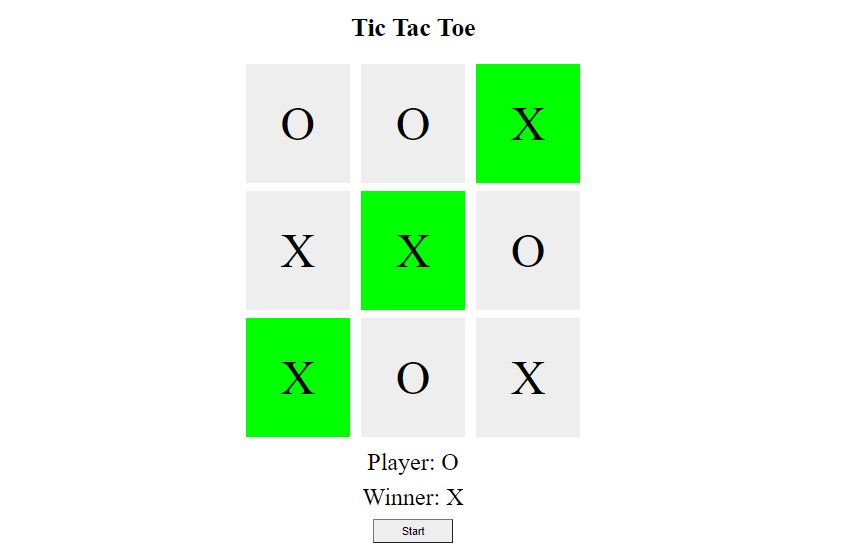 Tic Tac Toe
O O X
X X O
X O X
Player: O
Winner: X
Start